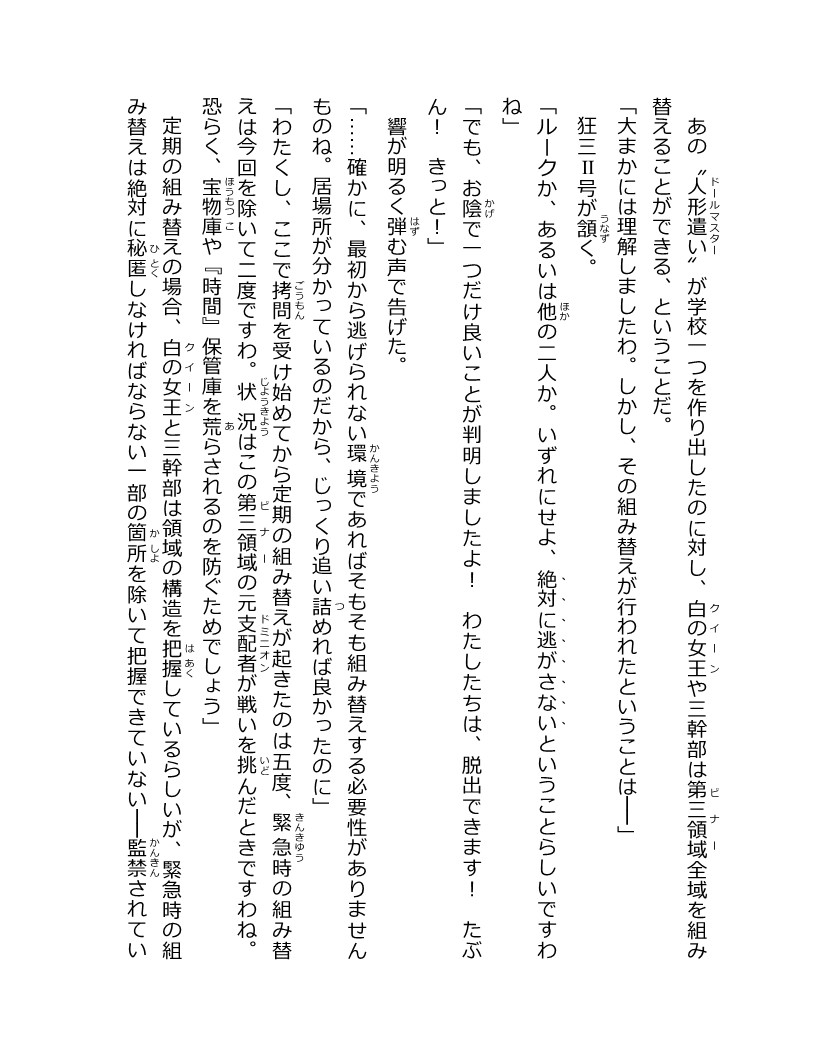 あの〝人形遣い〟が学校一つを作り出したのに対し、白の女王や三幹部は第三領域全域を組み
替えることができる、ということだ。
「大まかには理解しましたわ。しかし、その組み替えが行われたということは――」
狂三Ⅱ号が頷く。
「ルークか、あるいは他の二人か。いずれにせよ、絶対に逃がさないということらしいですわ
ね」
「でも、お陰で一つだけ良いことが判明しましたよ！　わたしたちは、脱出できます！　たぶ
ん！　きっと！」
響が明るく弾む声で告げた。
「……確かに、最初から逃げられない環境であればそもそも組み替えする必要性がありません
ものね。居場所が分かっているのだから、じっくり追い詰めれば良かったのに」
「わたくし、ここで拷問を受け始めてから定期の組み替えが起きたのは五度、緊急時の組み替
えは今回を除いて二度ですわ。状況はこの第三領域の元支配者が戦いを挑んだときですわね。
恐らく、宝物庫や『時間』保管庫を荒らされるのを防ぐためでしょう」
定期の組み替えの場合、白の女王と三幹部は領域の構造を把握しているらしいが、緊急時の組
み替えは絶対に秘匿しなければならない一部の箇所を除いて把握できていない――監禁されてい